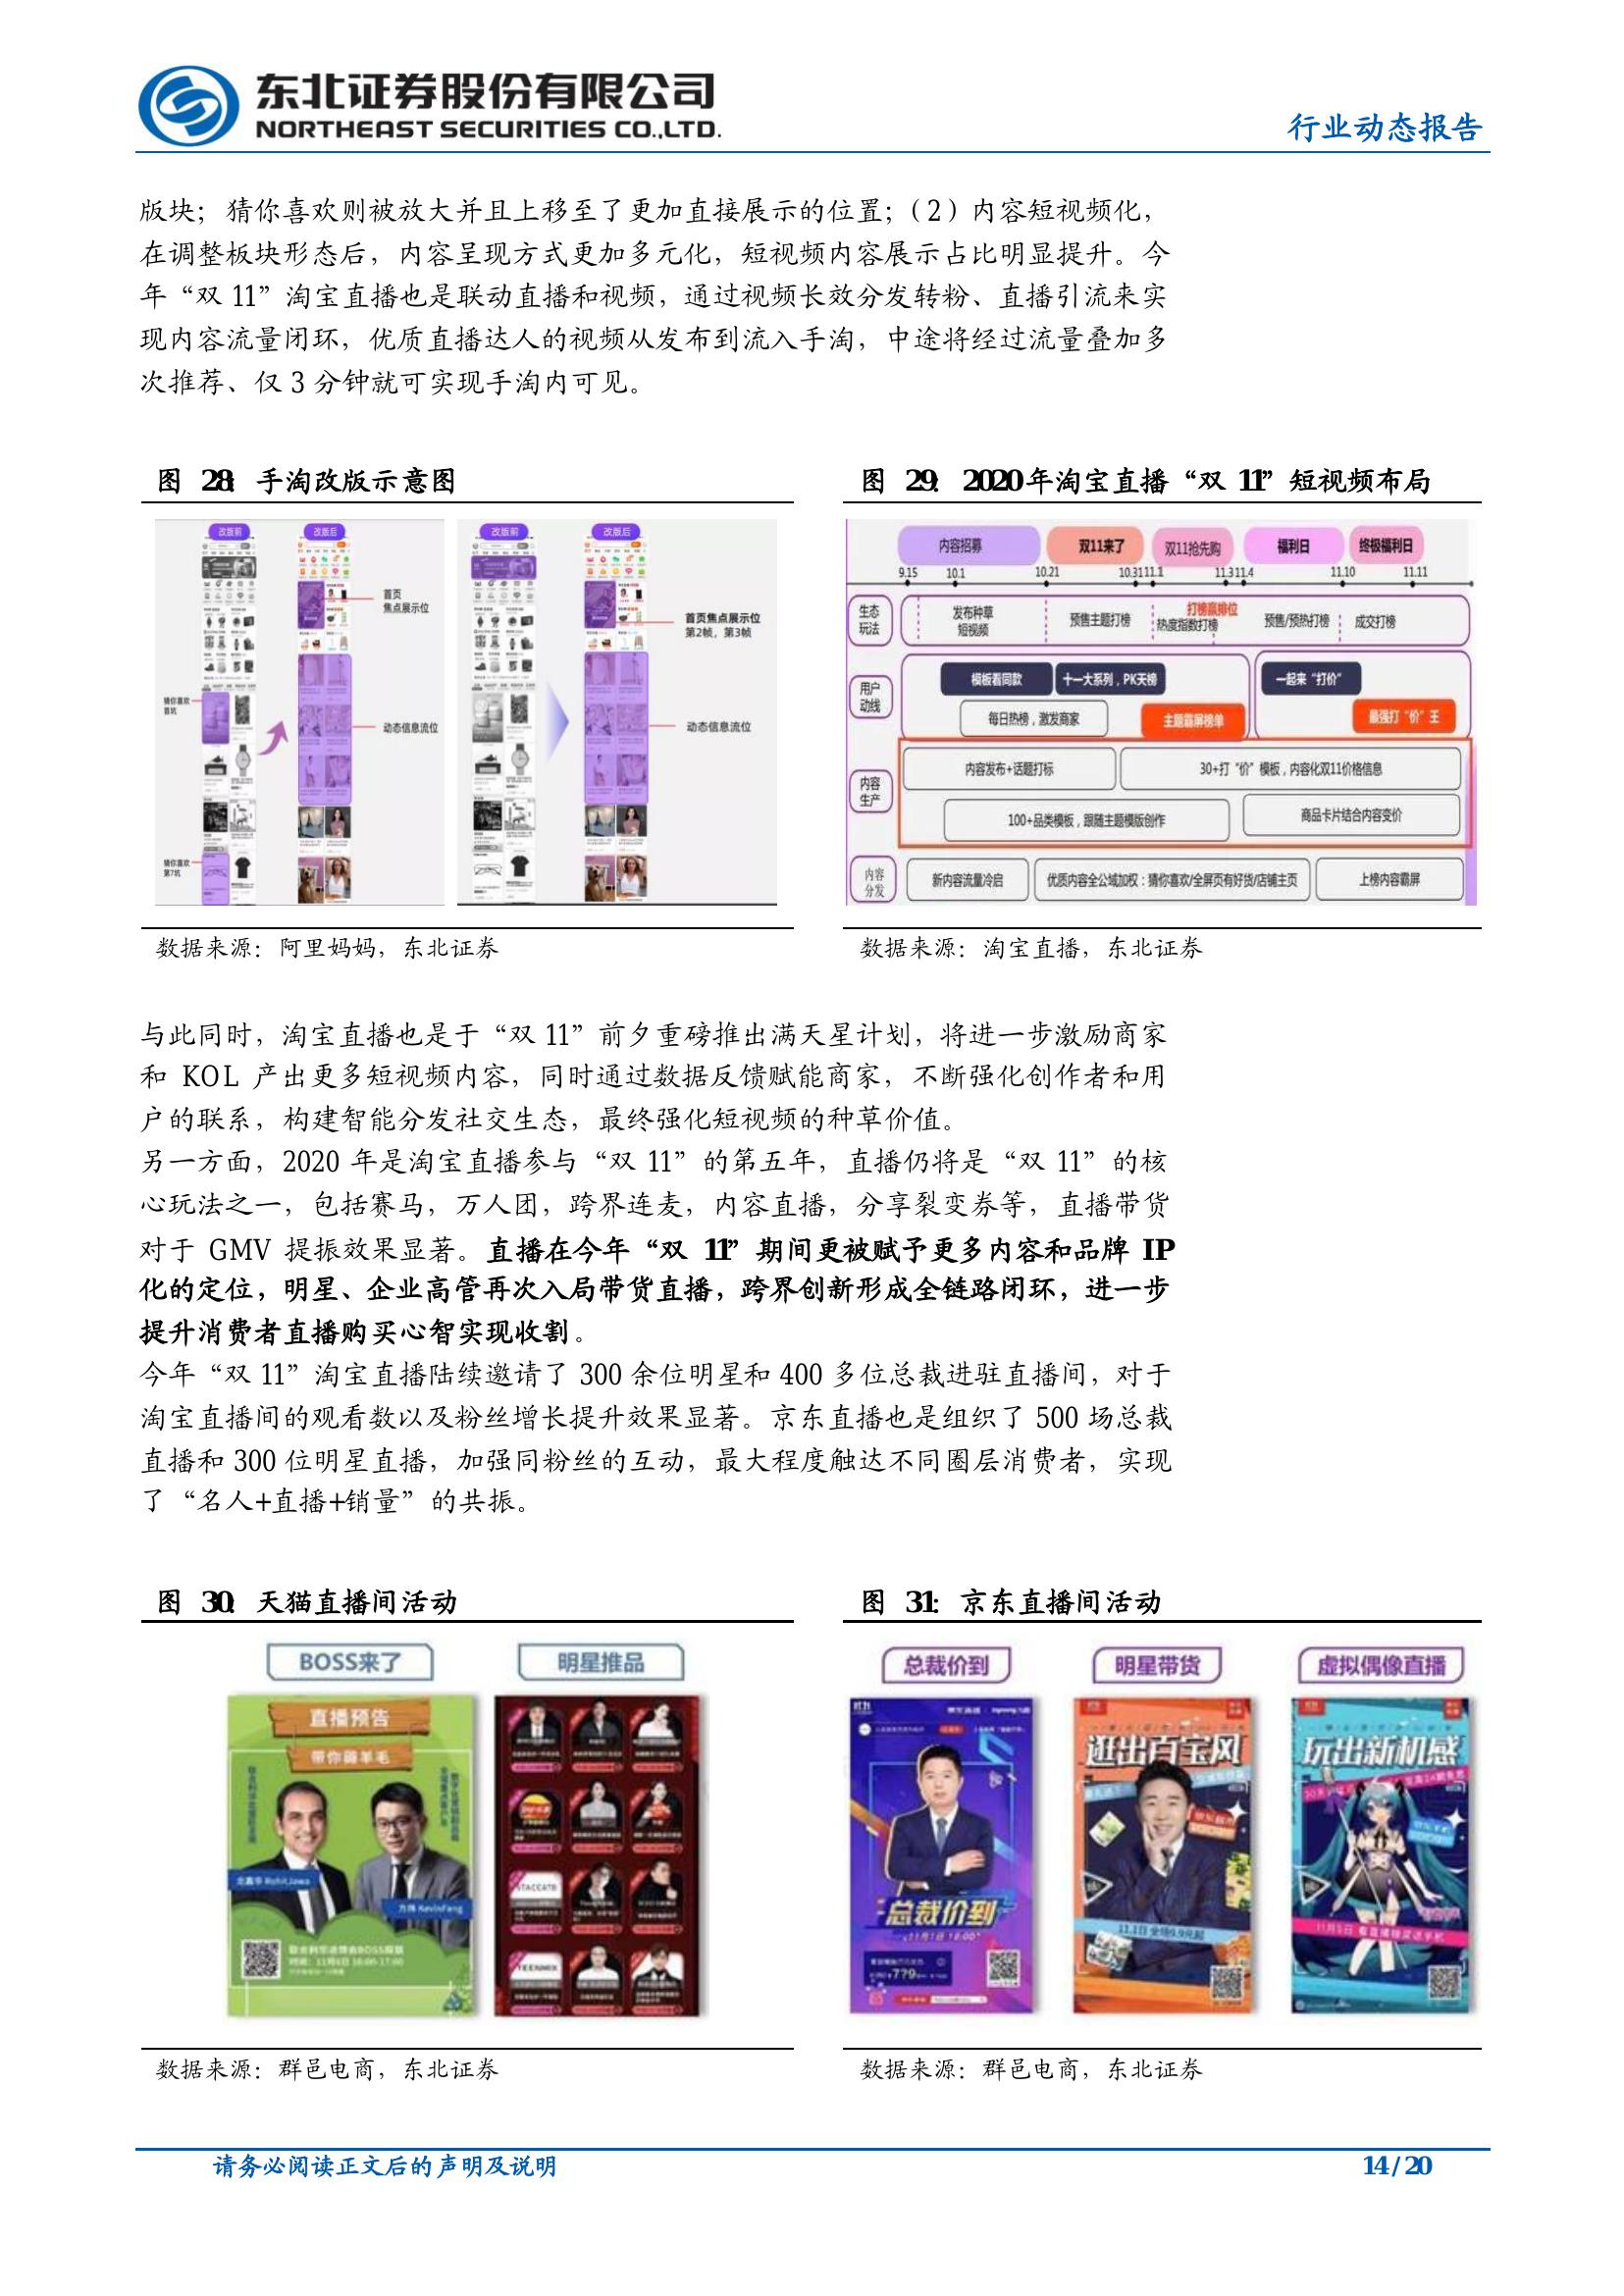 东北证券股份有限公司
NORTHEAST SECURITIES CO.,LTD.
行业动态报告
版块；猜你喜欢则被放大并且上移至了更加直接展示的位置；（2）内容短视频化，
在调整板块形态后，内容呈现方式更加多元化，短视频内容展示占比明显提升。今
年“双 11”淘宝直播也是联动直播和视频，通过视频长效分发转粉、直播引流来实
现内容流量闭环，优质直播达人的视频从发布到流入手淘，中途将经过流量叠加多
次推荐、仅 3 分钟就可实现手淘内可见。
图 28：手淘改版示意图
改版前
改版后
首页
焦点展示位
猜你喜欢
首坑
动态信息流位
猜你喜欢
第7坑
改版前
改版后
首页焦点展示位
第2帧，第3帧
动态信息流位
数据来源：阿里妈妈，东北证券
图 29：2020 年淘宝直播“双 11”短视频布局
内容招募
双11来了
双11抢先购
福利日
终极福利日
9.15
10.1
10.21
10.31
11.1
11.3
11.4
11.10
11.11
生态
玩法
发布种草
短视频
预售主题打榜
打榜赢排位
热度指数打榜
预售/预热打榜
成交打榜
用户
动线
模板看同款
十一大系列，PK天榜
一起来“打价”
每日热榜，激发商家
主题霸屏榜单
最强打“价”王
内容
生产
内容发布+话题打标
30+打“价”模板，内容化双11价格信息
100+品类模板，跟随主题模版创作
商品卡片结合内容变价
内容
分发
新内容流量冷启
优质内容全公域加权：猜你喜欢/全屏页有好货/店铺主页
上榜内容霸屏
数据来源：淘宝直播，东北证券
与此同时，淘宝直播也是于“双 11”前夕重磅推出满天星计划，将进一步激励商家
和 KOL 产出更多短视频内容，同时通过数据反馈赋能商家，不断强化创作者和用
户的联系，构建智能分发社交生态，最终强化短视频的种草价值。
另一方面，2020 年是淘宝直播参与“双 11”的第五年，直播仍将是“双 11”的核
心玩法之一，包括赛马，万人团，跨界连麦，内容直播，分享裂变券等，直播带货
对于 GMV 提振效果显著。直播在今年“双 11”期间更被赋予更多内容和品牌 IP
化的定位，明星、企业高管再次入局带货直播，跨界创新形成全链路闭环，进一步
提升消费者直播购买心智实现收割。
今年“双 11”淘宝直播陆续邀请了 300 余位明星和 400 多位总裁进驻直播间，对于
淘宝直播间的观看数以及粉丝增长提升效果显著。京东直播也是组织了 500 场总裁
直播和 300 位明星直播，加强同粉丝的互动，最大程度触达不同圈层消费者，实现
了“名人+直播+销量”的共振。
图 30：天猫直播间活动
BOSS来了
明星推品
直播预告
带你薅羊毛
方祎 KevinFang
STACCATO
TEENMIX
数据来源：群邑电商，东北证券
图 31：京东直播间活动
总裁价到
明星带货
虚拟偶像直播
总裁价到
逛出百宝风
玩出新机感
数据来源：群邑电商，东北证券
请务必阅读正文后的声明及说明
14 / 20